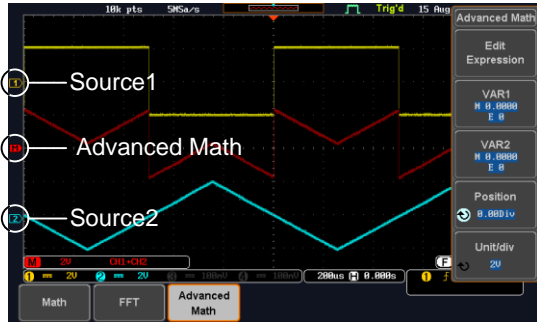 10k pts 5MSa/s Trig'd 15 Aug
Advanced Math
Edit
Expression
VAR1
M 0.0000
E 0
VAR2
M 0.0000
E 0
Position
0.00Div
Unit/div
2V
1 Source1
M Advanced Math
2 Source2
M 2V CH1+CH2
1 2V 2 2V 3 100mV 4 100mV 200us H 0.000s 1
F
Math FFT Advanced
Math